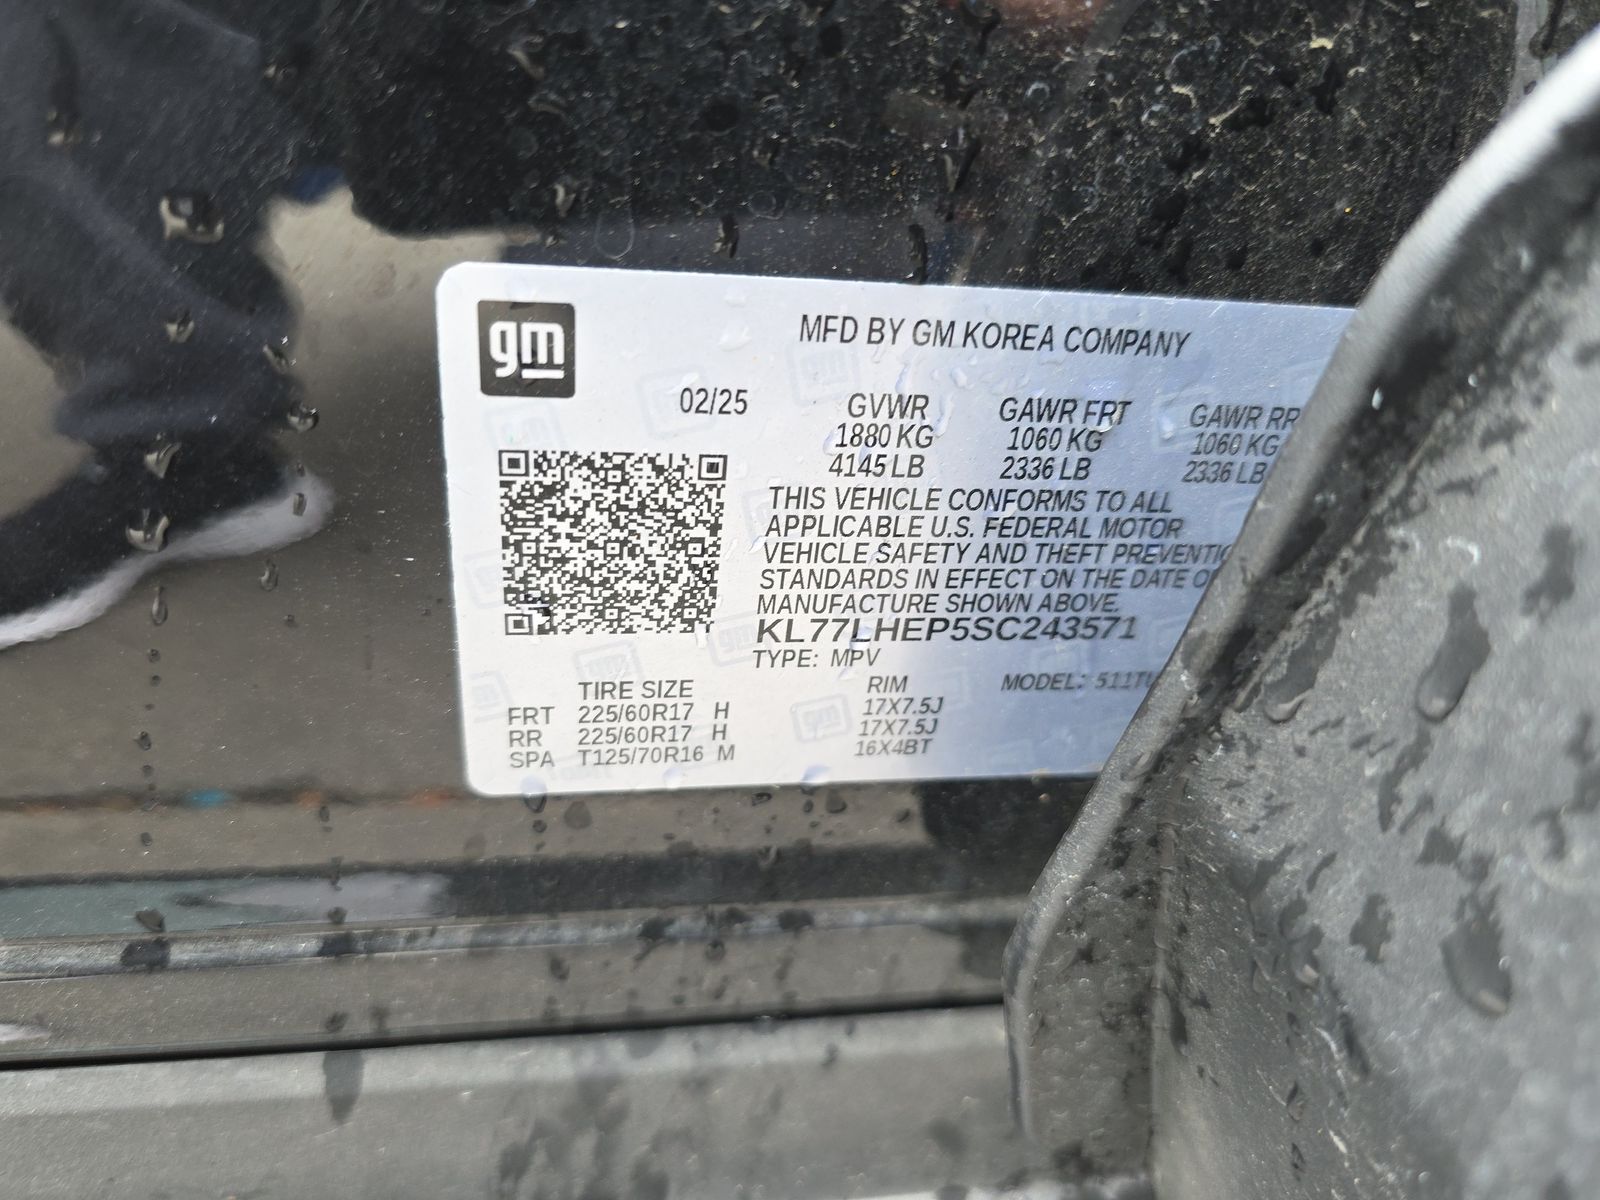 gm
MFD BY GM KOREA COMPANY
02/25 GVWR GAWR FRT GAWR RR
1880 KG 1060 KG 1060 KG
4145 LB 2336 LB 2336 LB
THIS VEHICLE CONFORMS TO ALL
APPLICABLE U.S. FEDERAL MOTOR
VEHICLE SAFETY AND THEFT
STANDARDS IN EFFECT ON THE DATE
MANUFACTURE SHOWN ABOVE.
KL77LHEP5SC243571
TYPE: MPV
TIRE SIZE RIM MODEL:
FRT 225/60R17 H 17X7.5J
RR 225/60R17 H 17X7.5J
SPA T125/70R16 M 16X4BT